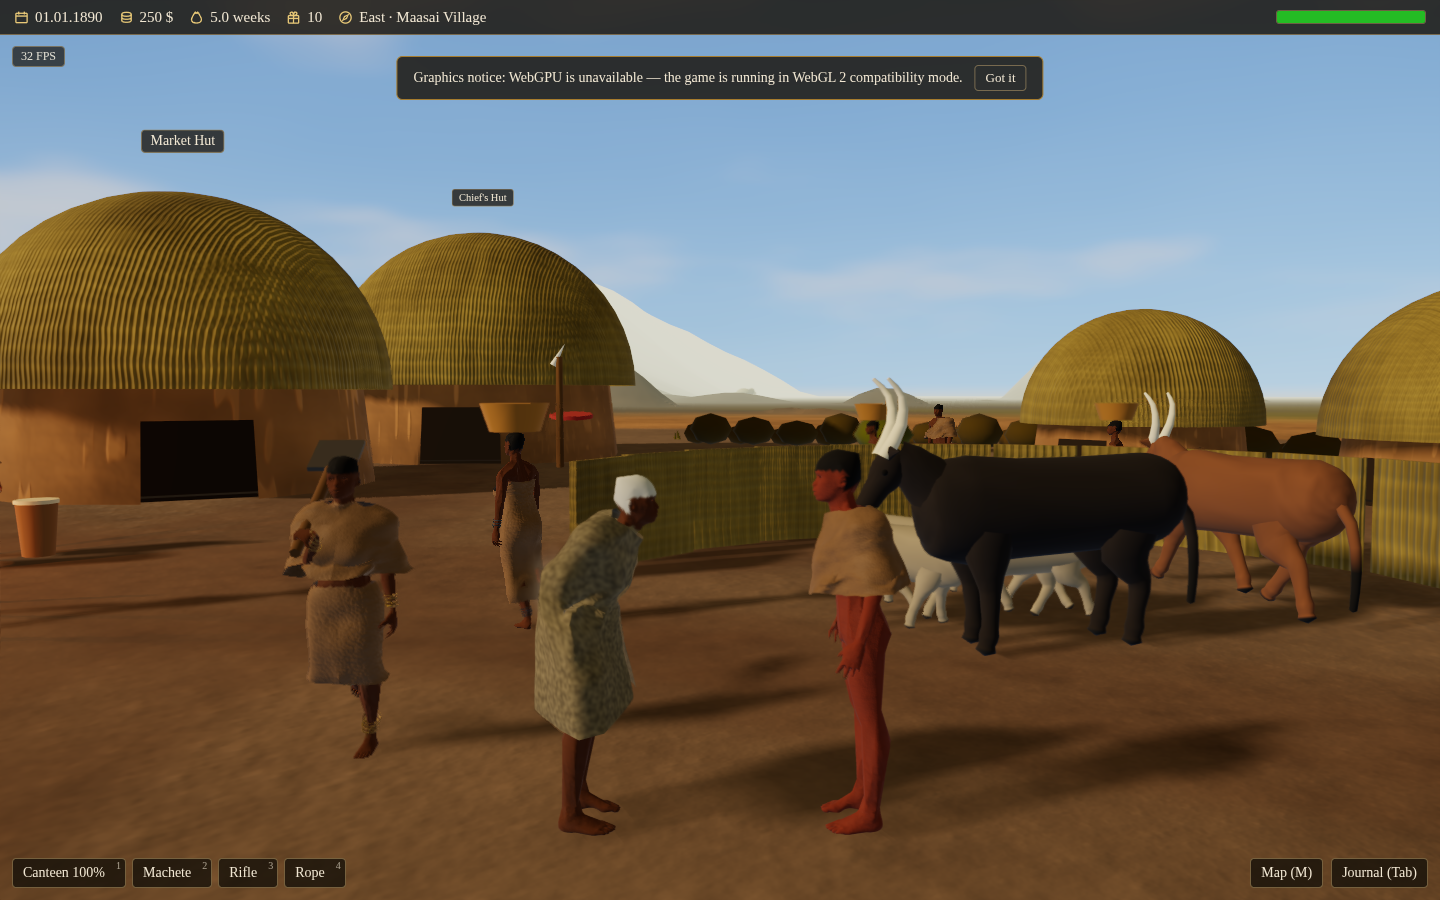 01.01.1890 250 $ 5.0 weeks 10 East · Maasai Village
32 FPS
Graphics notice: WebGPU is unavailable — the game is running in WebGL 2 compatibility mode. Got it
Market Hut
Chief's Hut
Canteen 100% 1 Machete 2 Rifle 3 Rope 4 Map (M) Journal (Tab)